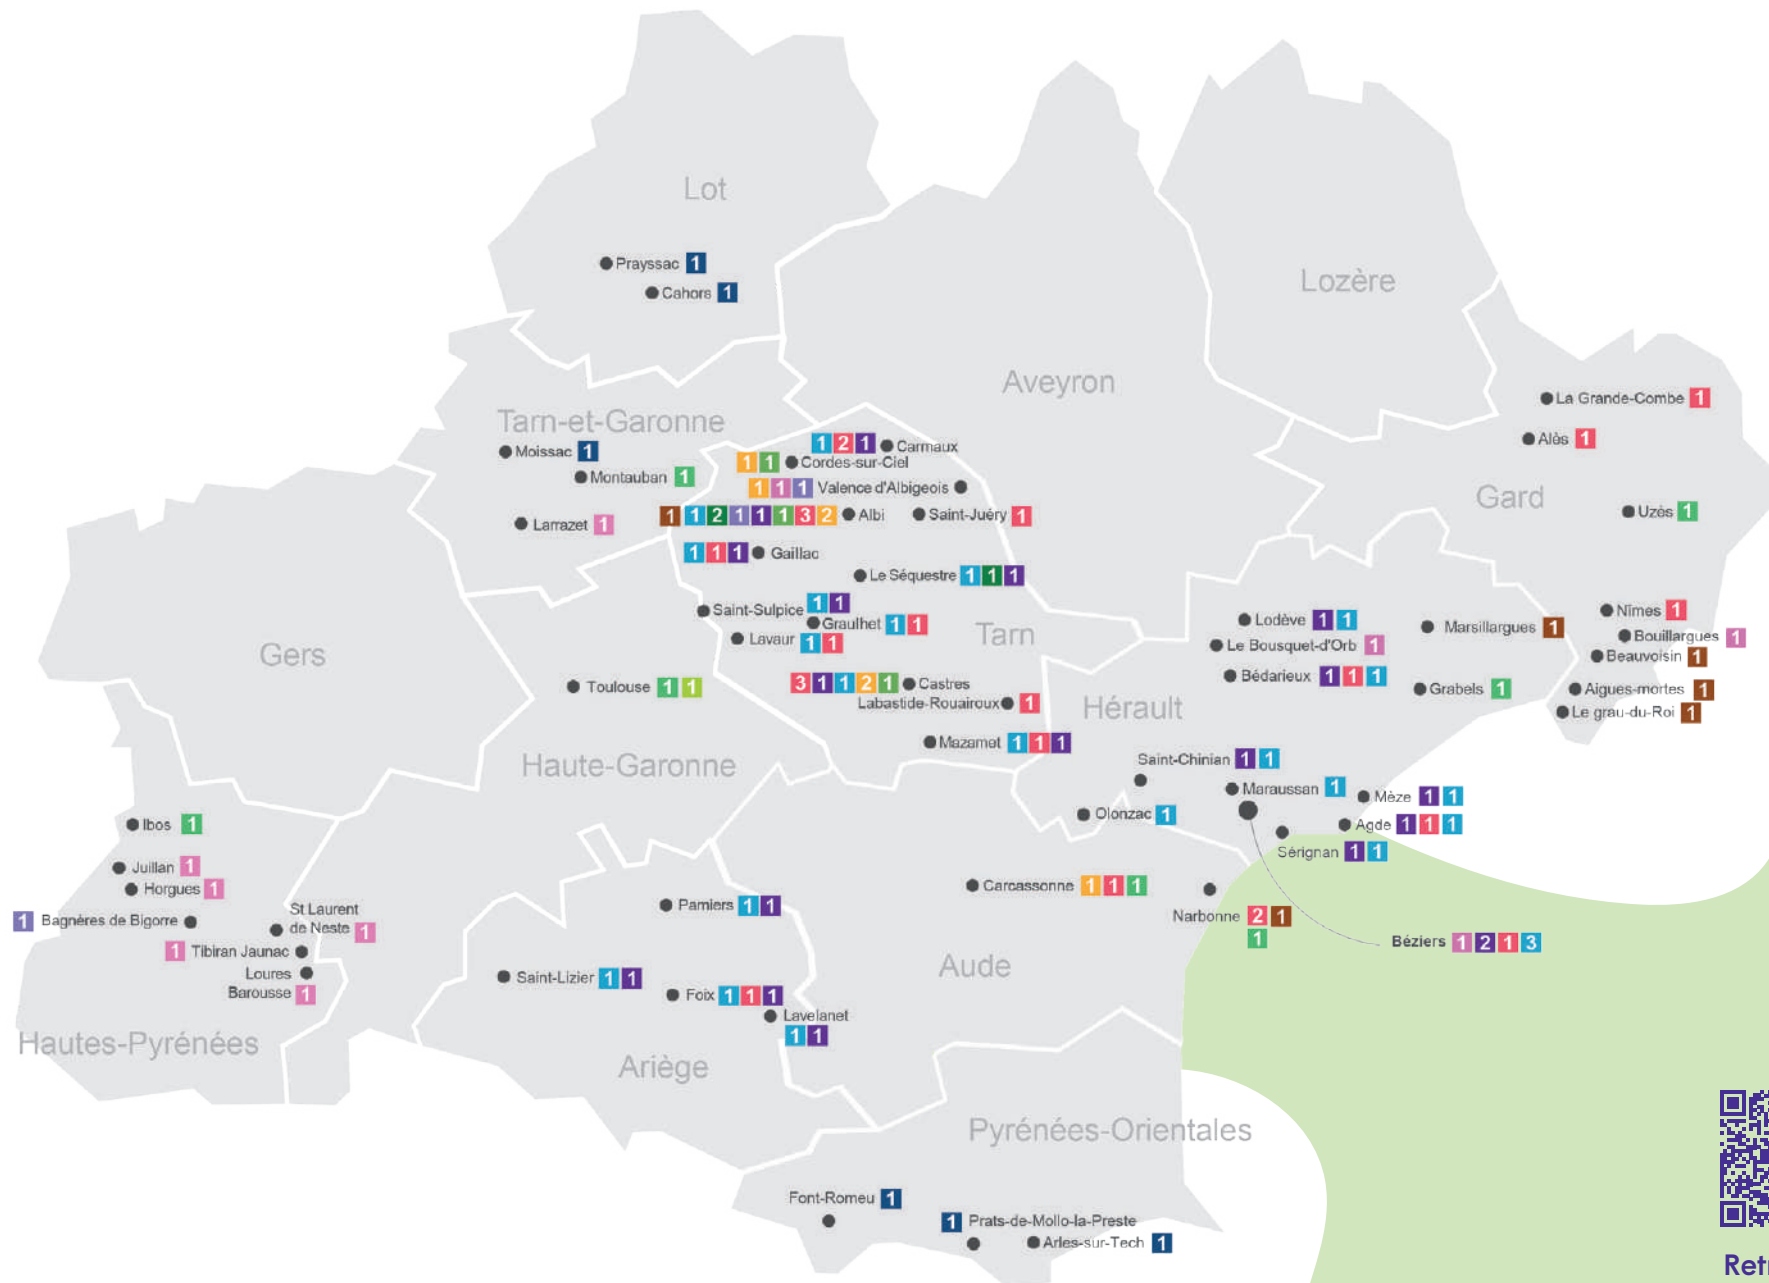 Lot
Prayssac 1
Cahors 1
Lozère
Aveyron
La Grande-Combe 1
Alès 1
Gard
Uzès 1
Tarn-et-Garonne
Moissac 1
Montauban 1
Larrazet 1
1 2 1 Carmaux
1 1 Cordes-sur-Ciel
1 1 1 Valence d'Albigeois
1 1 2 1 1 1 3 2 Albi
Saint-Juéry 1
1 1 1 Gaillac
Le Séquestre 1 1 1
Saint-Sulpice 1 1
Graulhet 1 1
Lavaur 1 1
Tarn
Gers
Toulouse 1 1
3 1 1 2 1 Castres
Labastide-Rouairoux 1
Mazamet 1 1 1
Haute-Garonne
Lodève 1 1
Le Bousquet-d'Orb 1
Bédarieux 1 1 1
Marsillargues 1
Grabels 1
Nîmes 1
Bouillargues 1
Beauvoisin 1
Aigues-mortes 1
Le grau-du-Roi 1
Hérault
Saint-Chinian 1 1
Maraussan 1
Olonzac 1
Mèze 1 1
Agde 1 1 1
Sérignan 1 1
Ibos 1
Juillan 1
Horgues 1
1 Bagnères de Bigorre
St Laurent
de Neste 1
1 Tibiran Jaunac
Loures
Barousse 1
Hautes-Pyrénées
Pamiers 1 1
Saint-Lizier 1 1
Foix 1 1 1
Lavelanet
1 1
Ariège
Carcassonne 1 1 1
Narbonne 2 1
1
Béziers 1 2 1 3
Aude
Pyrénées-Orientales
Font-Romeu 1
1 Prats-de-Mollo-la-Preste
Arles-sur-Tech 1
Retr